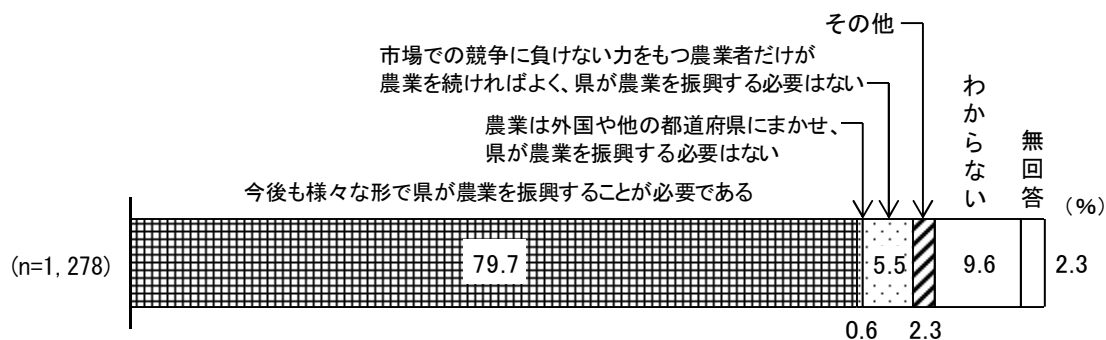 その他
市場での競争に負けない力をもつ農業者だけが
農業を続ければよく、県が農業を振興する必要はない
農業は外国や他の都道府県にまかせ、
県が農業を振興する必要はない
今後も様々な形で県が農業を振興することが必要である
わからない
無回答
(%)
(n=1,278)
79.7
5.5
9.6
2.3
0.6
2.3